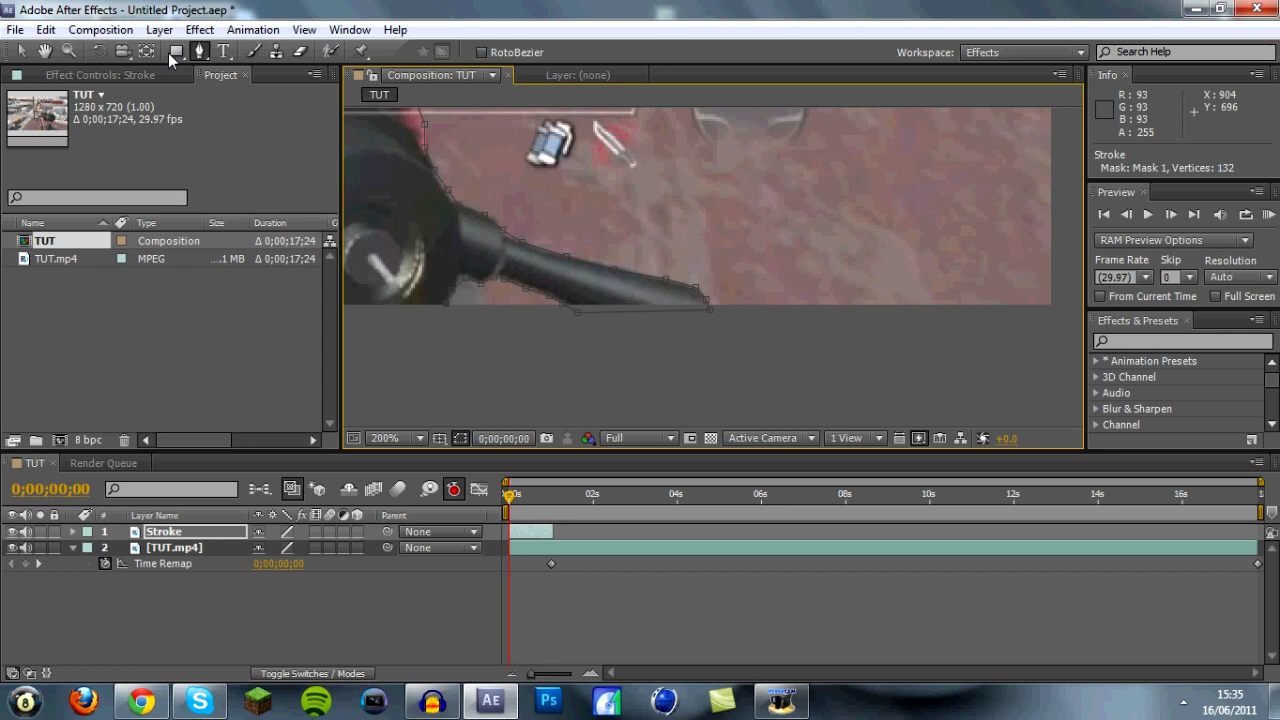 Adobe After Effects - Untitled Project.aep *
File Edit Composition Layer Effect Animation View Window Help
RotoBezier
Workspace: Effects
Search Help
Effect Controls: Stroke
Project
TUT
1280 x 720 (1.00)
Δ 0;00;17;24, 29.97 fps
Name Type Size Duration
TUT Composition Δ 0;00;17;24
TUT.mp4 MPEG ....1 MB Δ 0;00;17;24
8 bpc
Composition: TUT
Layer: (none)
TUT
200% 0;00;00;00 Full Active Camera 1 View +0.0
Info
R : 93
G : 93
B : 93
A : 255
X : 904
Y : 696
Stroke
Mask: Mask 1, Vertices: 132
Preview
RAM Preview Options
Frame Rate Skip Resolution
(29.97) 0 Auto
From Current Time Full Screen
Effects & Presets
* Animation Presets
3D Channel
Audio
Blur & Sharpen
Channel
TUT
Render Queue
0;00;00;00
02s 04s 06s 08s 10s 12s 14s 16s
# Layer Name Parent
1 Stroke None
2 [TUT.mp4] None
Time Remap 0;00;00;00
Toggle Switches / Modes
15:35
16/06/2011